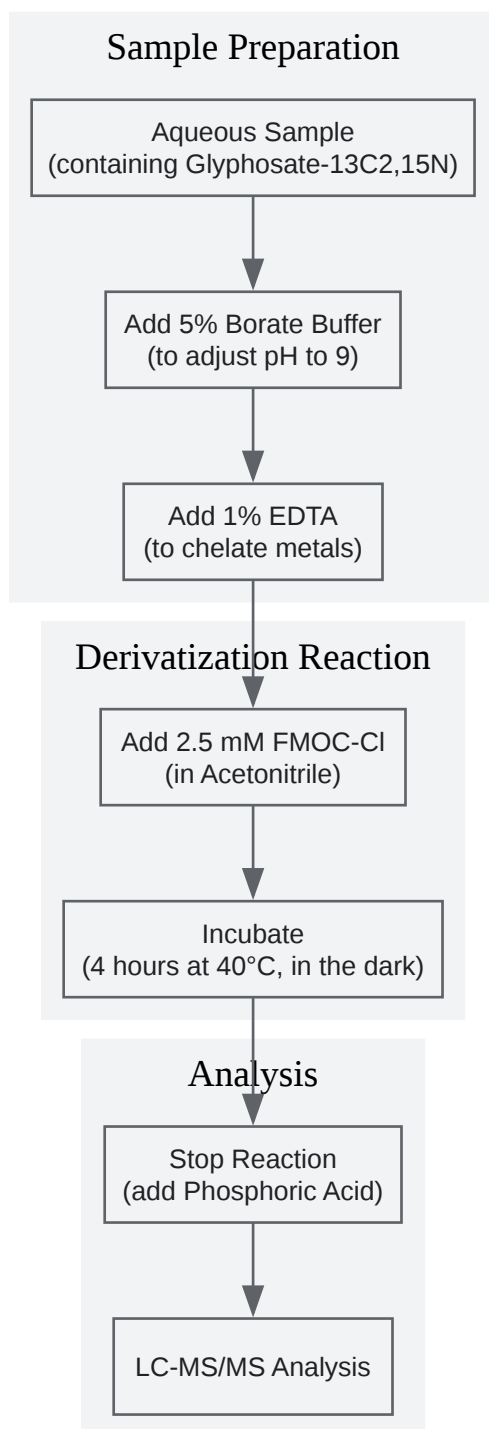 Sample Preparation
Aqueous Sample
(containing Glyphosate-13C2,15N)
Add 5% Borate Buffer
(to adjust pH to 9)
Add 1% EDTA
(to chelate metals)
Derivatization Reaction
Add 2.5 mM FMOC-Cl
(in Acetonitrile)
Incubate
(4 hours at 40°C, in the dark)
Analysis
Stop Reaction
(add Phosphoric Acid)
LC-MS/MS Analysis